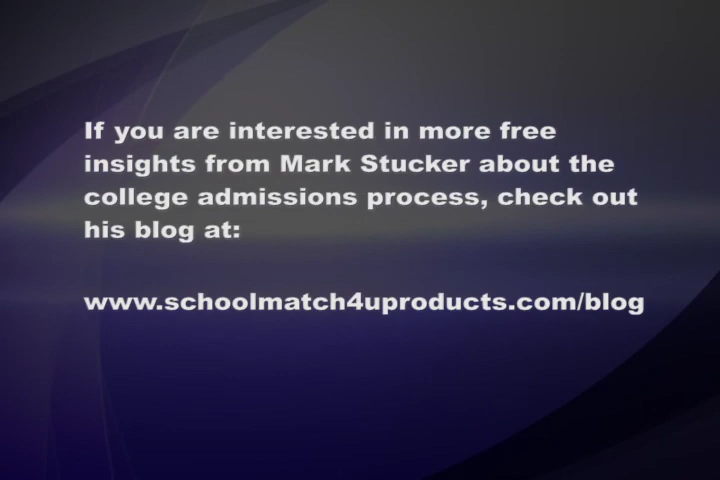 If you are interested in more free
insights from Mark Stucker about the
college admissions process, check out
his blog at:
www.schoolmatch4uproducts.com/blog